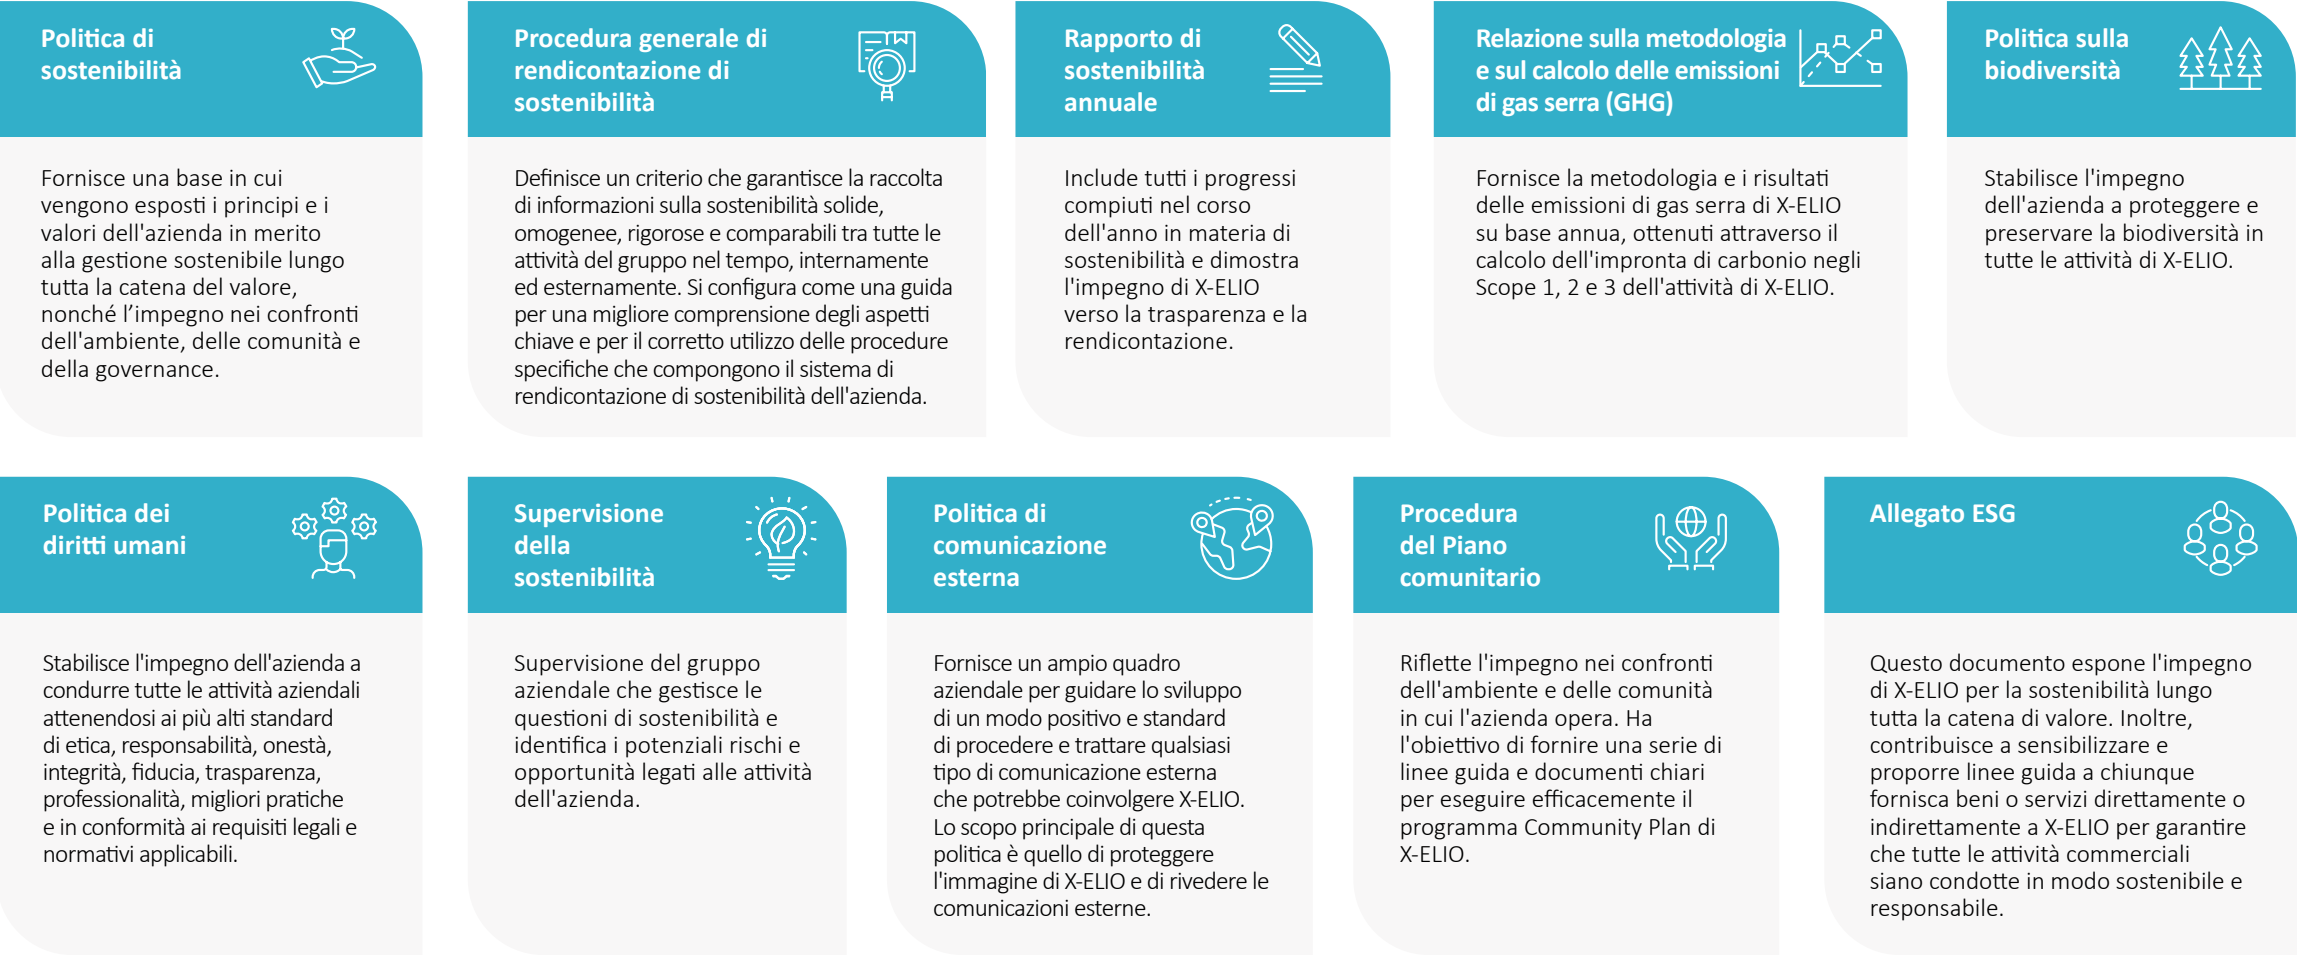 Politica di
sostenibilità
Fornisce una base in cui
vengono esposti i principi e i
valori dell'azienda in merito
alla gestione sostenibile lungo
tutta la catena del valore,
nonché l’impegno nei confronti
dell'ambiente, delle comunità e
della governance.
Procedura generale di
rendicontazione di
sostenibilità
Definisce un criterio che garantisce la raccolta
di informazioni sulla sostenibilità solide,
omogenee, rigorose e comparabili tra tutte le
attività del gruppo nel tempo, internamente
ed esternamente. Si configura come una guida
per una migliore comprensione degli aspetti
chiave e per il corretto utilizzo delle procedure
specifiche che compongono il sistema di
rendicontazione di sostenibilità dell'azienda.
Rapporto di
sostenibilità
annuale
Include tutti i progressi
compiuti nel corso
dell'anno in materia di
sostenibilità e dimostra
l'impegno di X-ELIO
verso la trasparenza e la
rendicontazione.
Relazione sulla metodologia
e sul calcolo delle emissioni
di gas serra (GHG)
Fornisce la metodologia e i risultati
delle emissioni di gas serra di X-ELIO
su base annua, ottenuti attraverso il
calcolo dell'impronta di carbonio negli
Scope 1, 2 e 3 dell'attività di X-ELIO.
Politica sulla
biodiversità
Stabilisce l'impegno
dell'azienda a proteggere e
preservare la biodiversità in
tutte le attività di X-ELIO.
Politica dei
diritti umani
Stabilisce l'impegno dell'azienda a
condurre tutte le attività aziendali
attenendosi ai più alti standard
di etica, responsabilità, onestà,
integrità, fiducia, trasparenza,
professionalità, migliori pratiche
e in conformità ai requisiti legali e
normativi applicabili.
Supervisione
della
sostenibilità
Supervisione del gruppo
aziendale che gestisce le
questioni di sostenibilità e
identifica i potenziali rischi e
opportunità legati alle attività
dell'azienda.
Politica di
comunicazione
esterna
Fornisce un ampio quadro
aziendale per guidare lo sviluppo
di un modo positivo e standard
di procedere e trattare qualsiasi
tipo di comunicazione esterna
che potrebbe coinvolgere X-ELIO.
Lo scopo principale di questa
politica è quello di proteggere
l'immagine di X-ELIO e di rivedere le
comunicazioni esterne.
Procedura
del Piano
comunitario
Riflette l'impegno nei confronti
dell'ambiente e delle comunità
in cui l'azienda opera. Ha
l'obiettivo di fornire una serie di
linee guida e documenti chiari
per eseguire efficacemente il
programma Community Plan di
X-ELIO.
Allegato ESG
Questo documento espone l'impegno
di X-ELIO per la sostenibilità lungo
tutta la catena di valore. Inoltre,
contribuisce a sensibilizzare e
proporre linee guida a chiunque
fornisca beni o servizi direttamente o
indirettamente a X-ELIO per garantire
che tutte le attività commerciali
siano condotte in modo sostenibile e
responsabile.